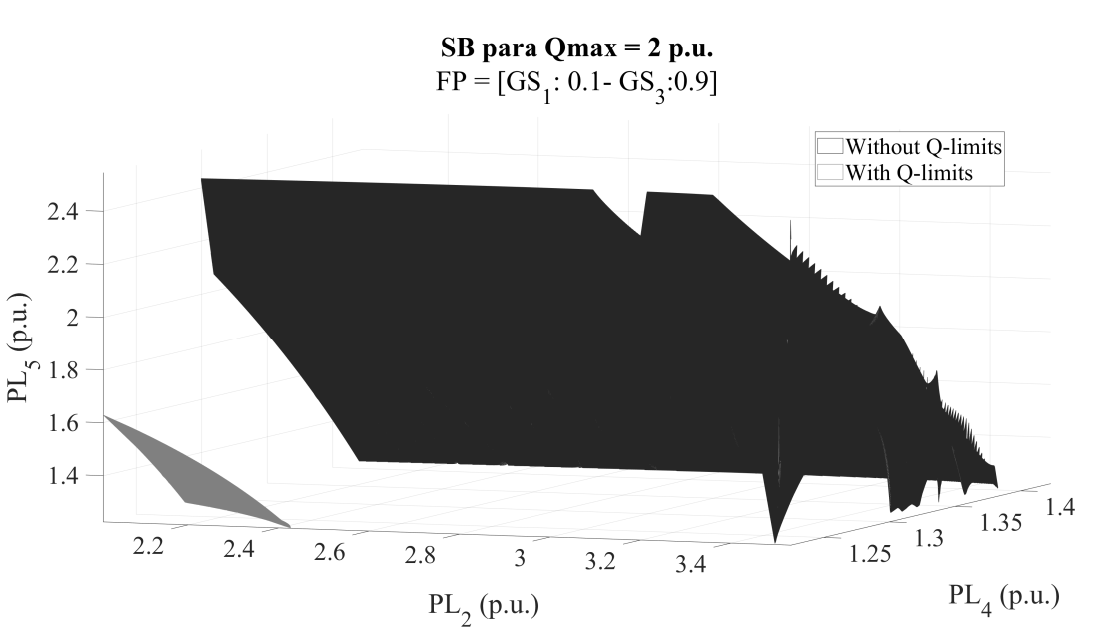 SB para Qmax = 2 p.u.
FP = [GS1: 0.1- GS3:0.9]
Without Q-limits
With Q-limits
2.4
2.2
2
1.8
1.6
1.4
PL5 (p.u.)
2.2
2.4
2.6
2.8
3
3.2
3.4
PL2 (p.u.)
1.25
1.3
1.35
1.4
PL4 (p.u.)